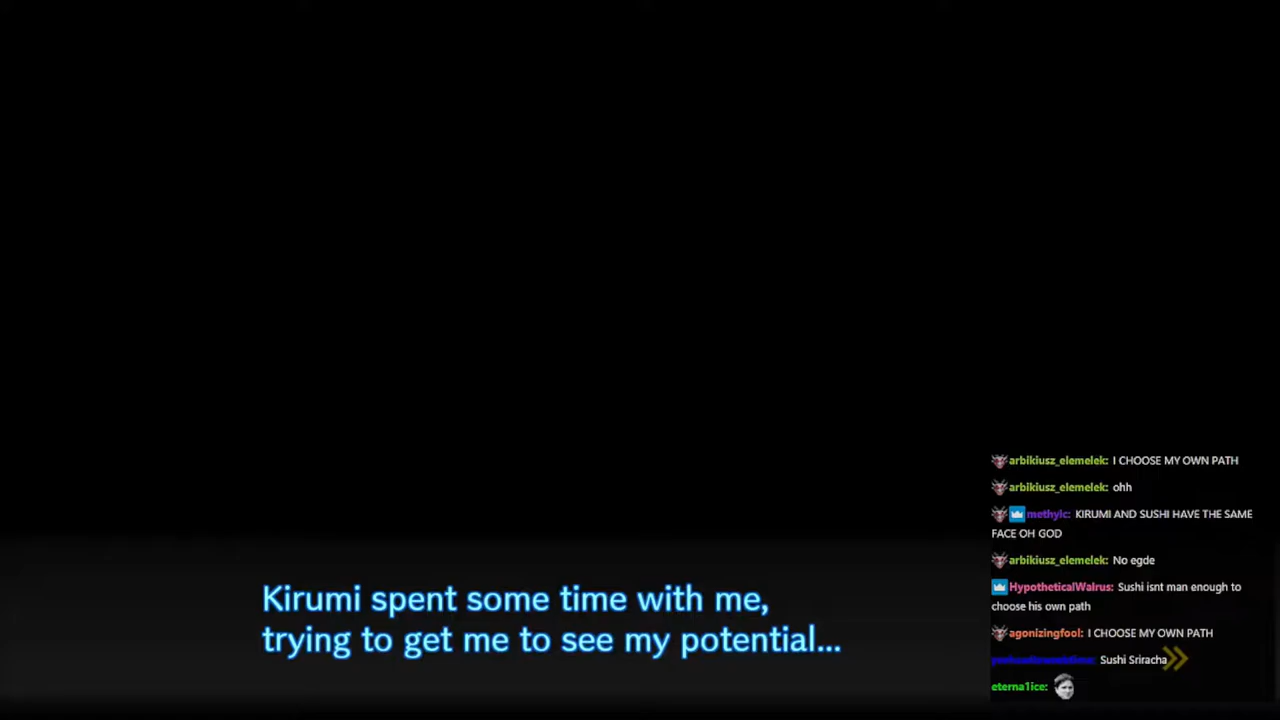 arbikiusz_elemelek: I CHOOSE MY OWN PATH
arbikiusz_elemelek: ohh
methylc: KIRUMI AND SUSHI HAVE THE SAME
FACE OH GOD
arbikiusz_elemelek: No egde
HypotheticalWalrus: Sushi isnt man enough to
choose his own path
agonizingfool: I CHOOSE MY OWN PATH
Sushi Sriracha
eterna1ice:
Kirumi spent some time with me,
trying to get me to see my potential...